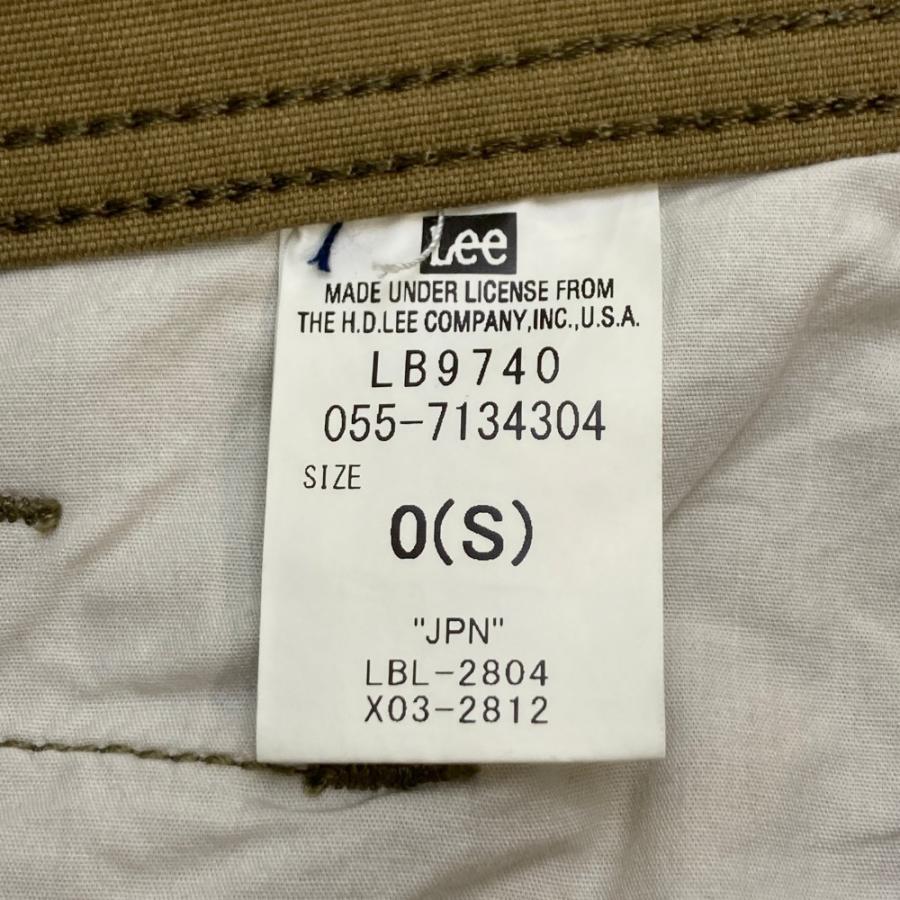 Lee
MADE UNDER LICENSE FROM
THE H.D.LEE COMPANY,INC.,U.S.A.
LB9740
055-7134304
SIZE
0(S)
"JPN"
LBL-2804
X03-2812